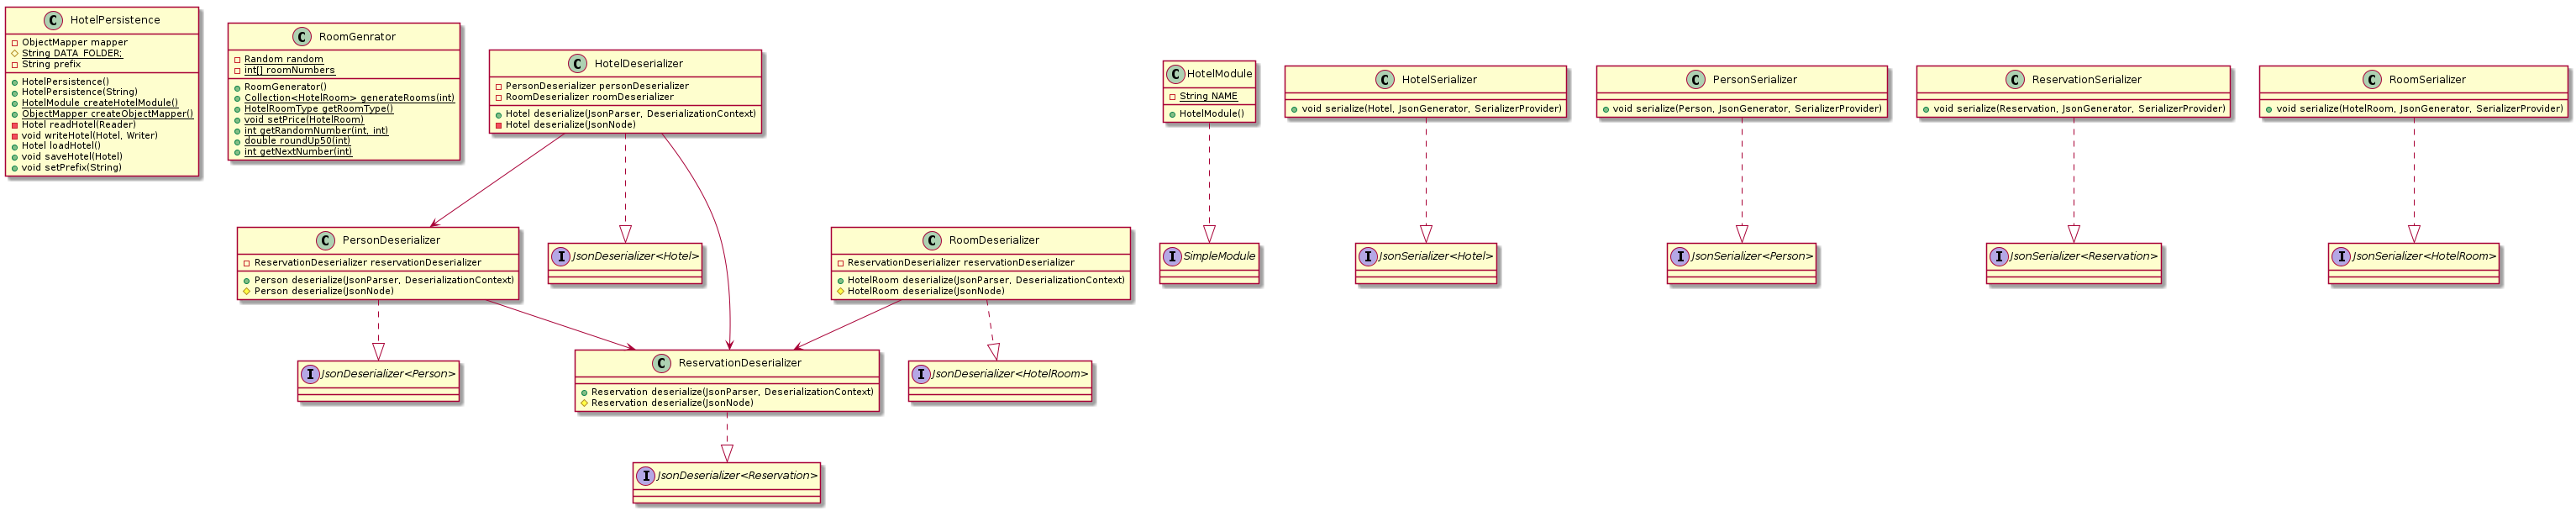 C HotelPersistence
ObjectMapper mapper
String DATA_FOLDER;
String prefix
HotelPersistence()
HotelPersistence(String)
HotelModule createHotelModule()
ObjectMapper createObjectMapper()
Hotel readHotel(Reader)
void writeHotel(Hotel, Writer)
Hotel loadHotel()
void saveHotel(Hotel)
void setPrefix(String)
C RoomGenrator
Random random
int[] roomNumbers
RoomGenerator()
Collection<HotelRoom> generateRooms(int)
HotelRoomType getRoomType()
void setPrice(HotelRoom)
int getRandomNumber(int, int)
double roundUp50(int)
int getNextNumber(int)
C HotelDeserializer
PersonDeserializer personDeserializer
RoomDeserializer roomDeserializer
Hotel deserialize(JsonParser, DeserializationContext)
Hotel deserialize(JsonNode)
C HotelModule
String NAME
HotelModule()
C HotelSerializer
void serialize(Hotel, JsonGenerator, SerializerProvider)
C PersonSerializer
void serialize(Person, JsonGenerator, SerializerProvider)
C ReservationSerializer
void serialize(Reservation, JsonGenerator, SerializerProvider)
C RoomSerializer
void serialize(HotelRoom, JsonGenerator, SerializerProvider)
C PersonDeserializer
ReservationDeserializer reservationDeserializer
Person deserialize(JsonParser, DeserializationContext)
Person deserialize(JsonNode)
I JsonDeserializer<Hotel>
C RoomDeserializer
ReservationDeserializer reservationDeserializer
HotelRoom deserialize(JsonParser, DeserializationContext)
HotelRoom deserialize(JsonNode)
I SimpleModule
I JsonSerializer<Hotel>
I JsonSerializer<Person>
I JsonSerializer<Reservation>
I JsonSerializer<HotelRoom>
I JsonDeserializer<Person>
C ReservationDeserializer
Reservation deserialize(JsonParser, DeserializationContext)
Reservation deserialize(JsonNode)
I JsonDeserializer<HotelRoom>
I JsonDeserializer<Reservation>